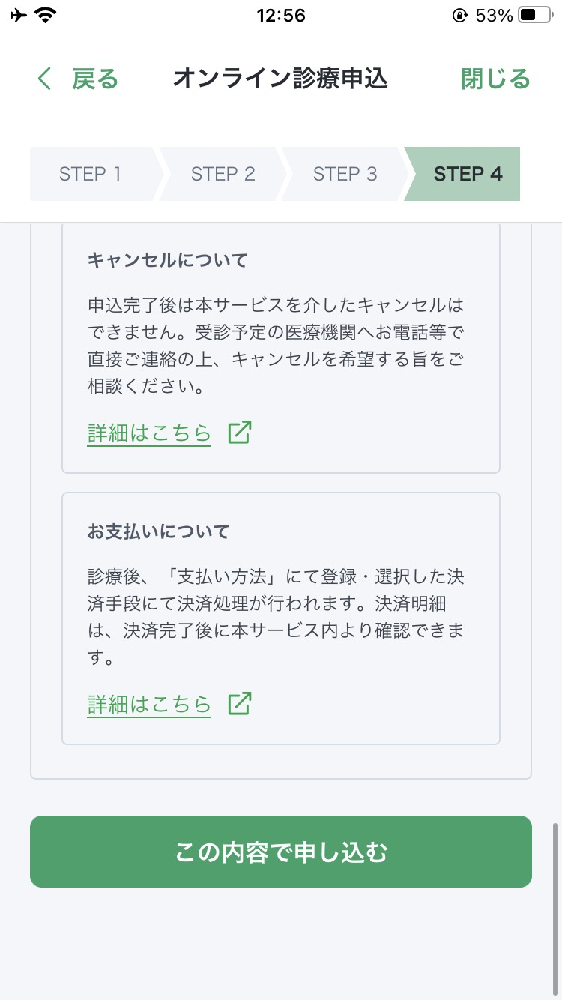 12:56
53%
戻る
オンライン診療申込
閉じる
STEP 1
STEP 2
STEP 3
STEP 4
キャンセルについて
申込完了後は本サービスを介したキャンセルは
できません。受診予定の医療機関へお電話等で
直接ご連絡の上、キャンセルを希望する旨をご
相談ください。
詳細はこちら
お支払いについて
診療後、「支払い方法」にて登録・選択した決
済手段にて決済処理が行われます。決済明細
は、決済完了後に本サービス内より確認できま
す。
詳細はこちら
この内容で申し込む